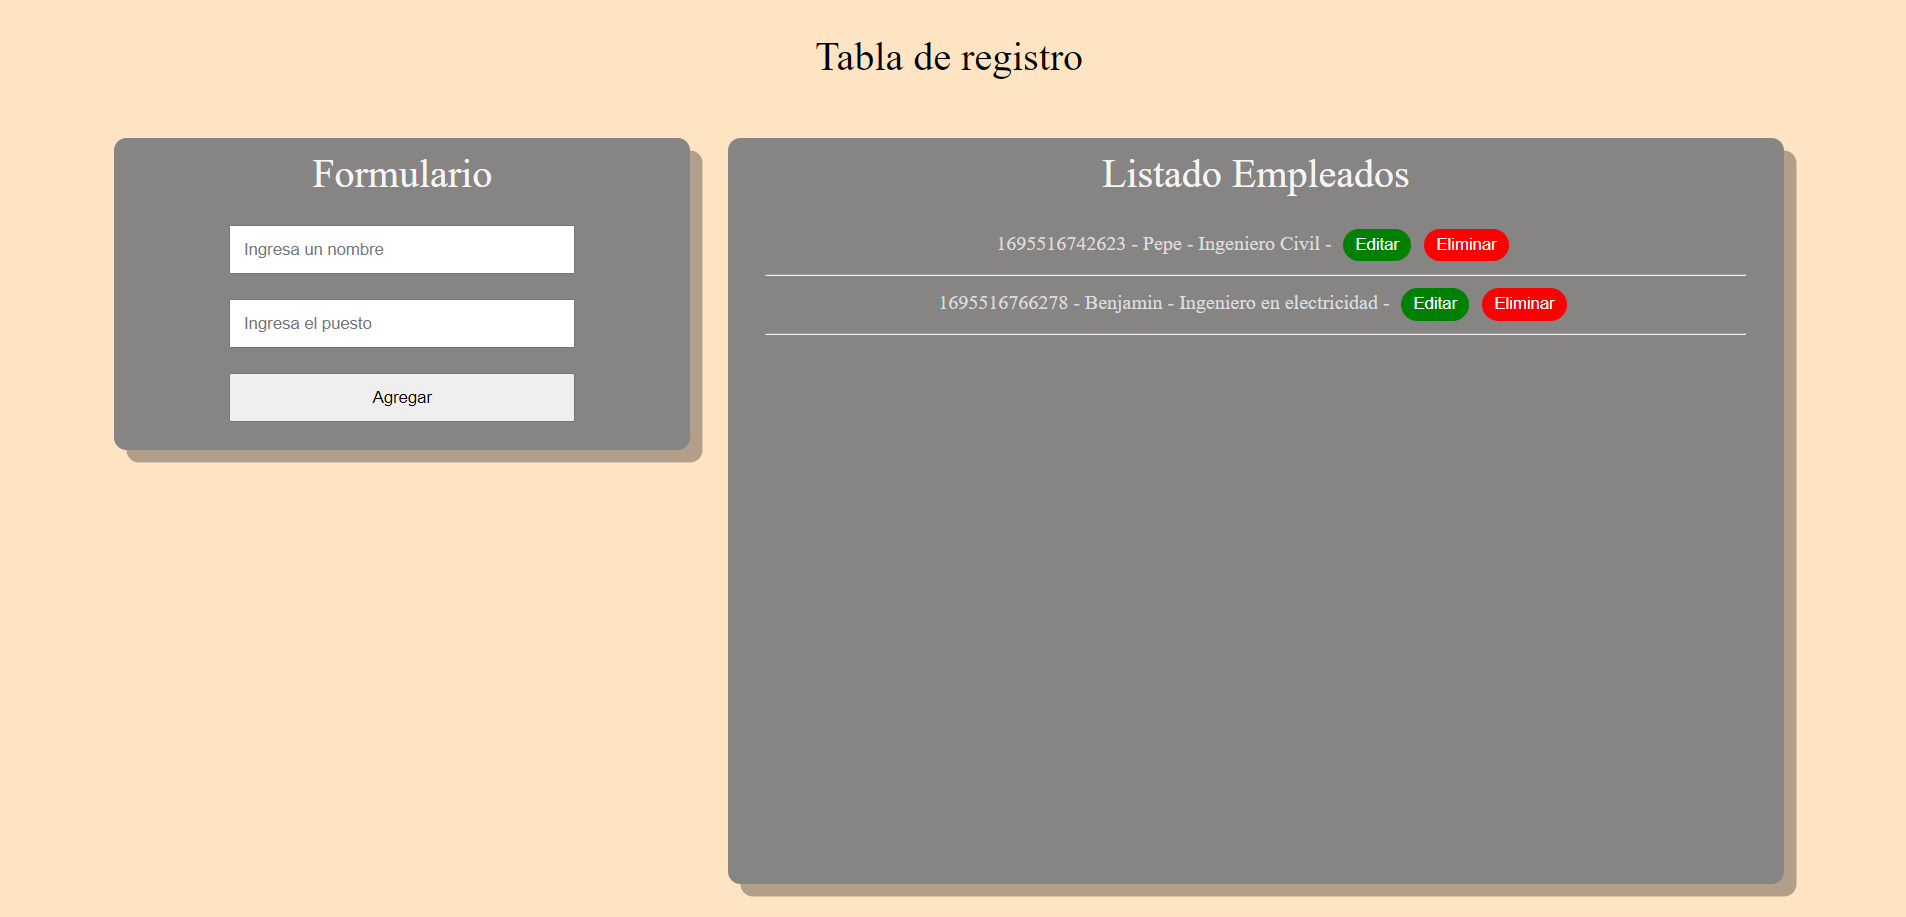 Tabla de registro
Formulario
Ingresa un nombre
Ingresa el puesto
Agregar
Listado Empleados
1695516742623 - Pepe - Ingeniero Civil - Editar Eliminar
1695516766278 - Benjamin - Ingeniero en electricidad - Editar Eliminar